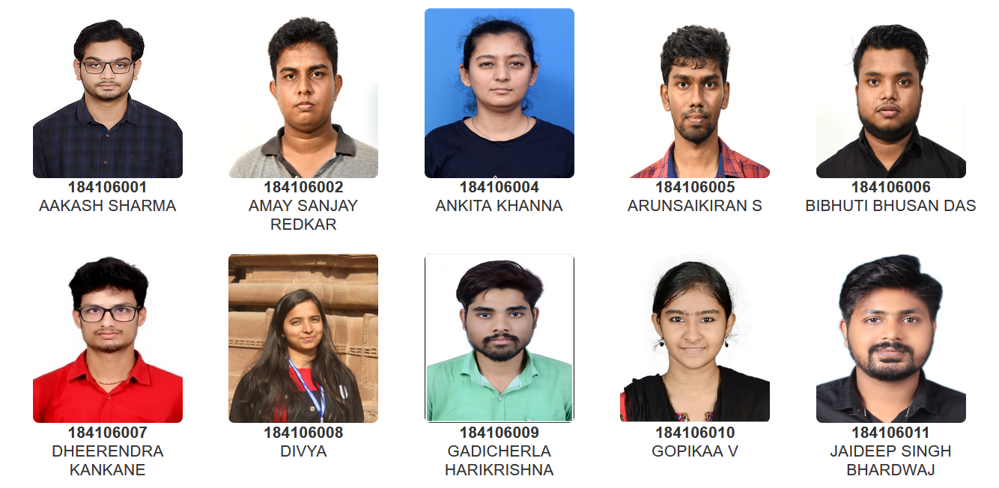 184106001
AAKASH SHARMA
184106002
AMAY SANJAY
REDKAR
184106004
ANKITA KHANNA
184106005
ARUNSAIKIRAN S
184106006
BIBHUTI BHUSAN DAS
184106007
DHEERENDRA
KANKANE
184106008
DIVYA
184106009
GADICHERLA
HARIKRISHNA
184106010
GOPIKAA V
184106011
JAIDEEP SINGH
BHARDWAJ